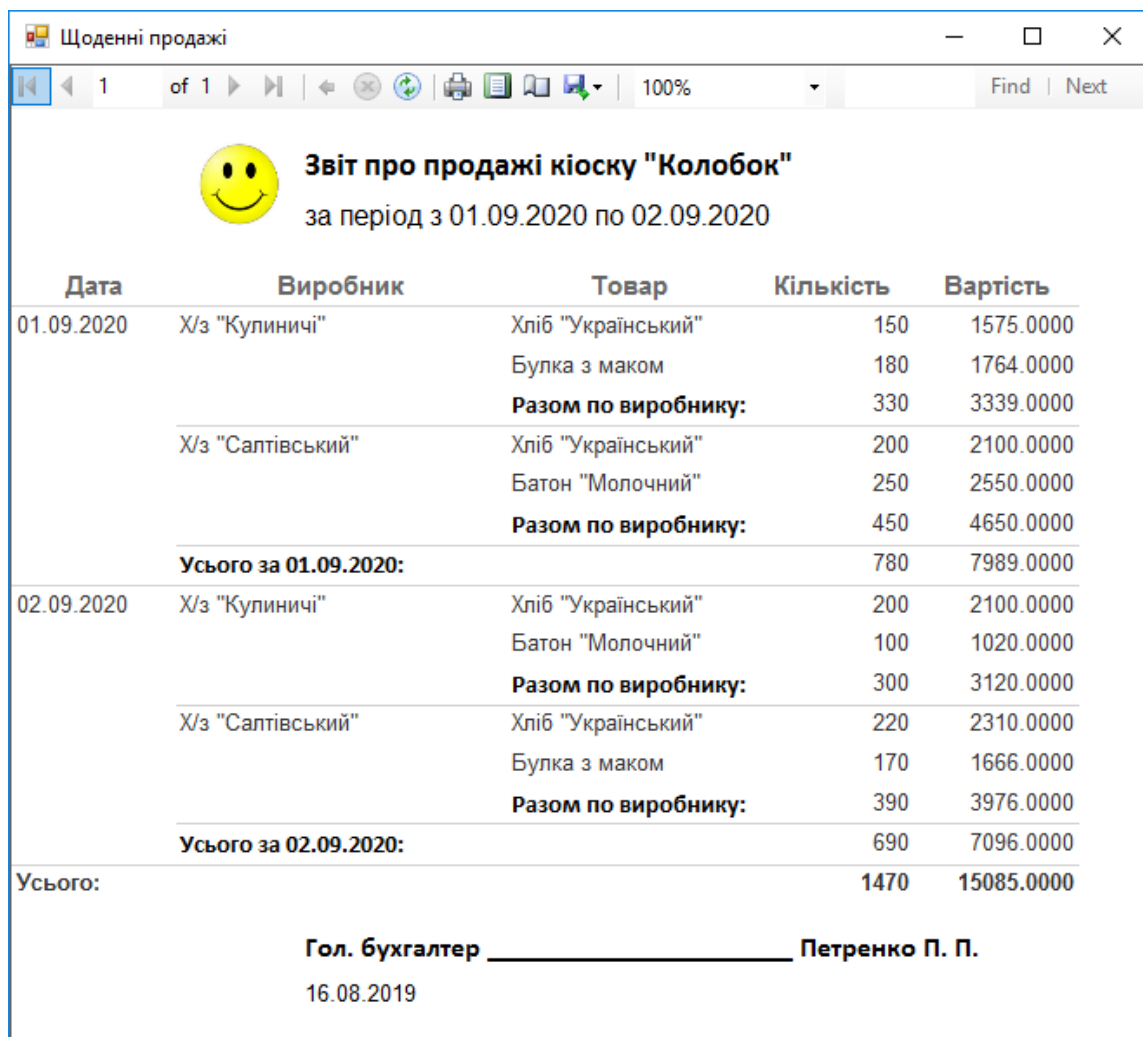 Щоденні продажі
1 of 1 100% Find | Next
Звіт про продажі кіоску "Колобок"
за період з 01.09.2020 по 02.09.2020
Дата Виробник Товар Кількість Вартість
01.09.2020 Х/з "Кулиничі" Хліб "Український" 150 1575.0000
Булка з маком 180 1764.0000
Разом по виробнику: 330 3339.0000
Х/з "Салтівський" Хліб "Український" 200 2100.0000
Батон "Молочний" 250 2550.0000
Разом по виробнику: 450 4650.0000
Усього за 01.09.2020: 780 7989.0000
02.09.2020 Х/з "Кулиничі" Хліб "Український" 200 2100.0000
Батон "Молочний" 100 1020.0000
Разом по виробнику: 300 3120.0000
Х/з "Салтівський" Хліб "Український" 220 2310.0000
Булка з маком 170 1666.0000
Разом по виробнику: 390 3976.0000
Усього за 02.09.2020: 690 7096.0000
Усього: 1470 15085.0000
Гол. бухгалтер ______________________ Петренко П. П.
16.08.2019